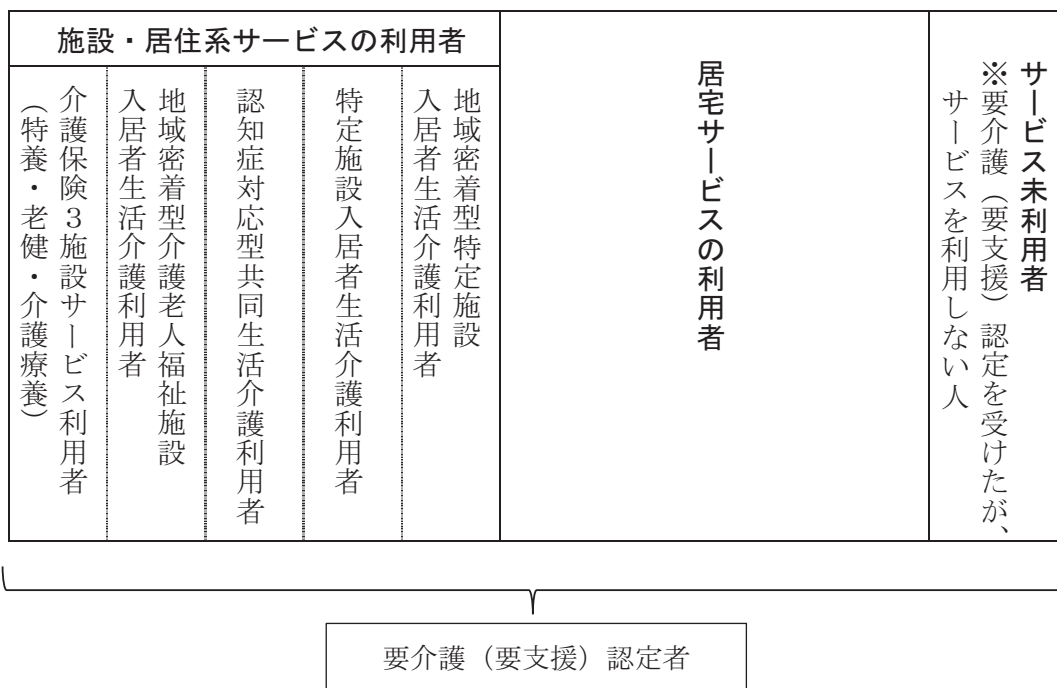 施設・居住系サービスの利用者
介護保険３施設サービス利用者
（特養・老健・介護療養）
地域密着型介護老人福祉施設
入居者生活介護利用者
認知症対応型共同生活介護利用者
特定施設入居者生活介護利用者
地域密着型特定施設
入居者生活介護利用者
居宅サービスの利用者
サービス未利用者
※要介護（要支援）認定を受けたが、
サービスを利用しない人
要介護（要支援）認定者